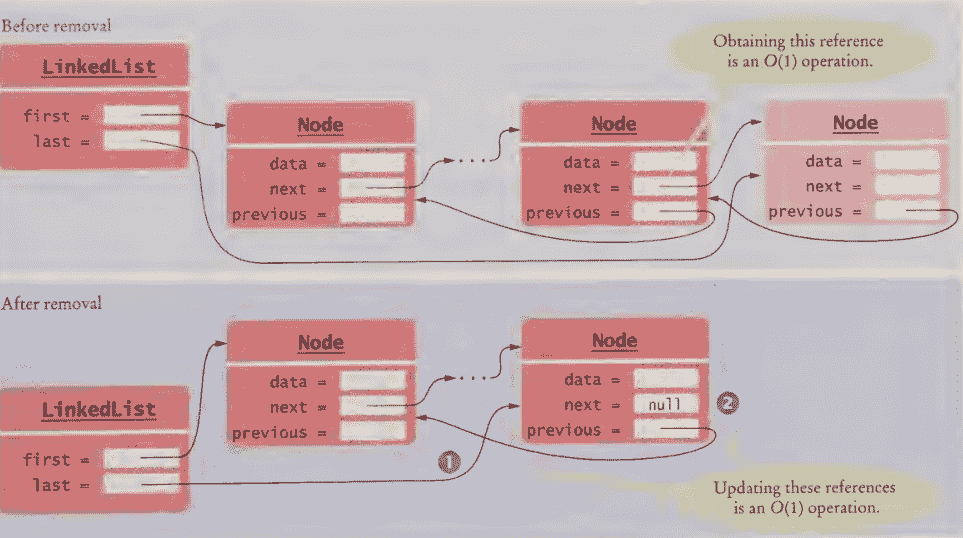 Before removal
LinkedList
first =
last =
Node
data =
next =
previous =
Node
data =
next =
previous =
Node
data =
next =
previous =
Obtaining this reference
is an O(1) operation.
After removal
LinkedList
first =
last =
Node
data =
next =
previous =
Node
data =
next = null
previous =
1
2
Updating these references
is an O(1) operation.